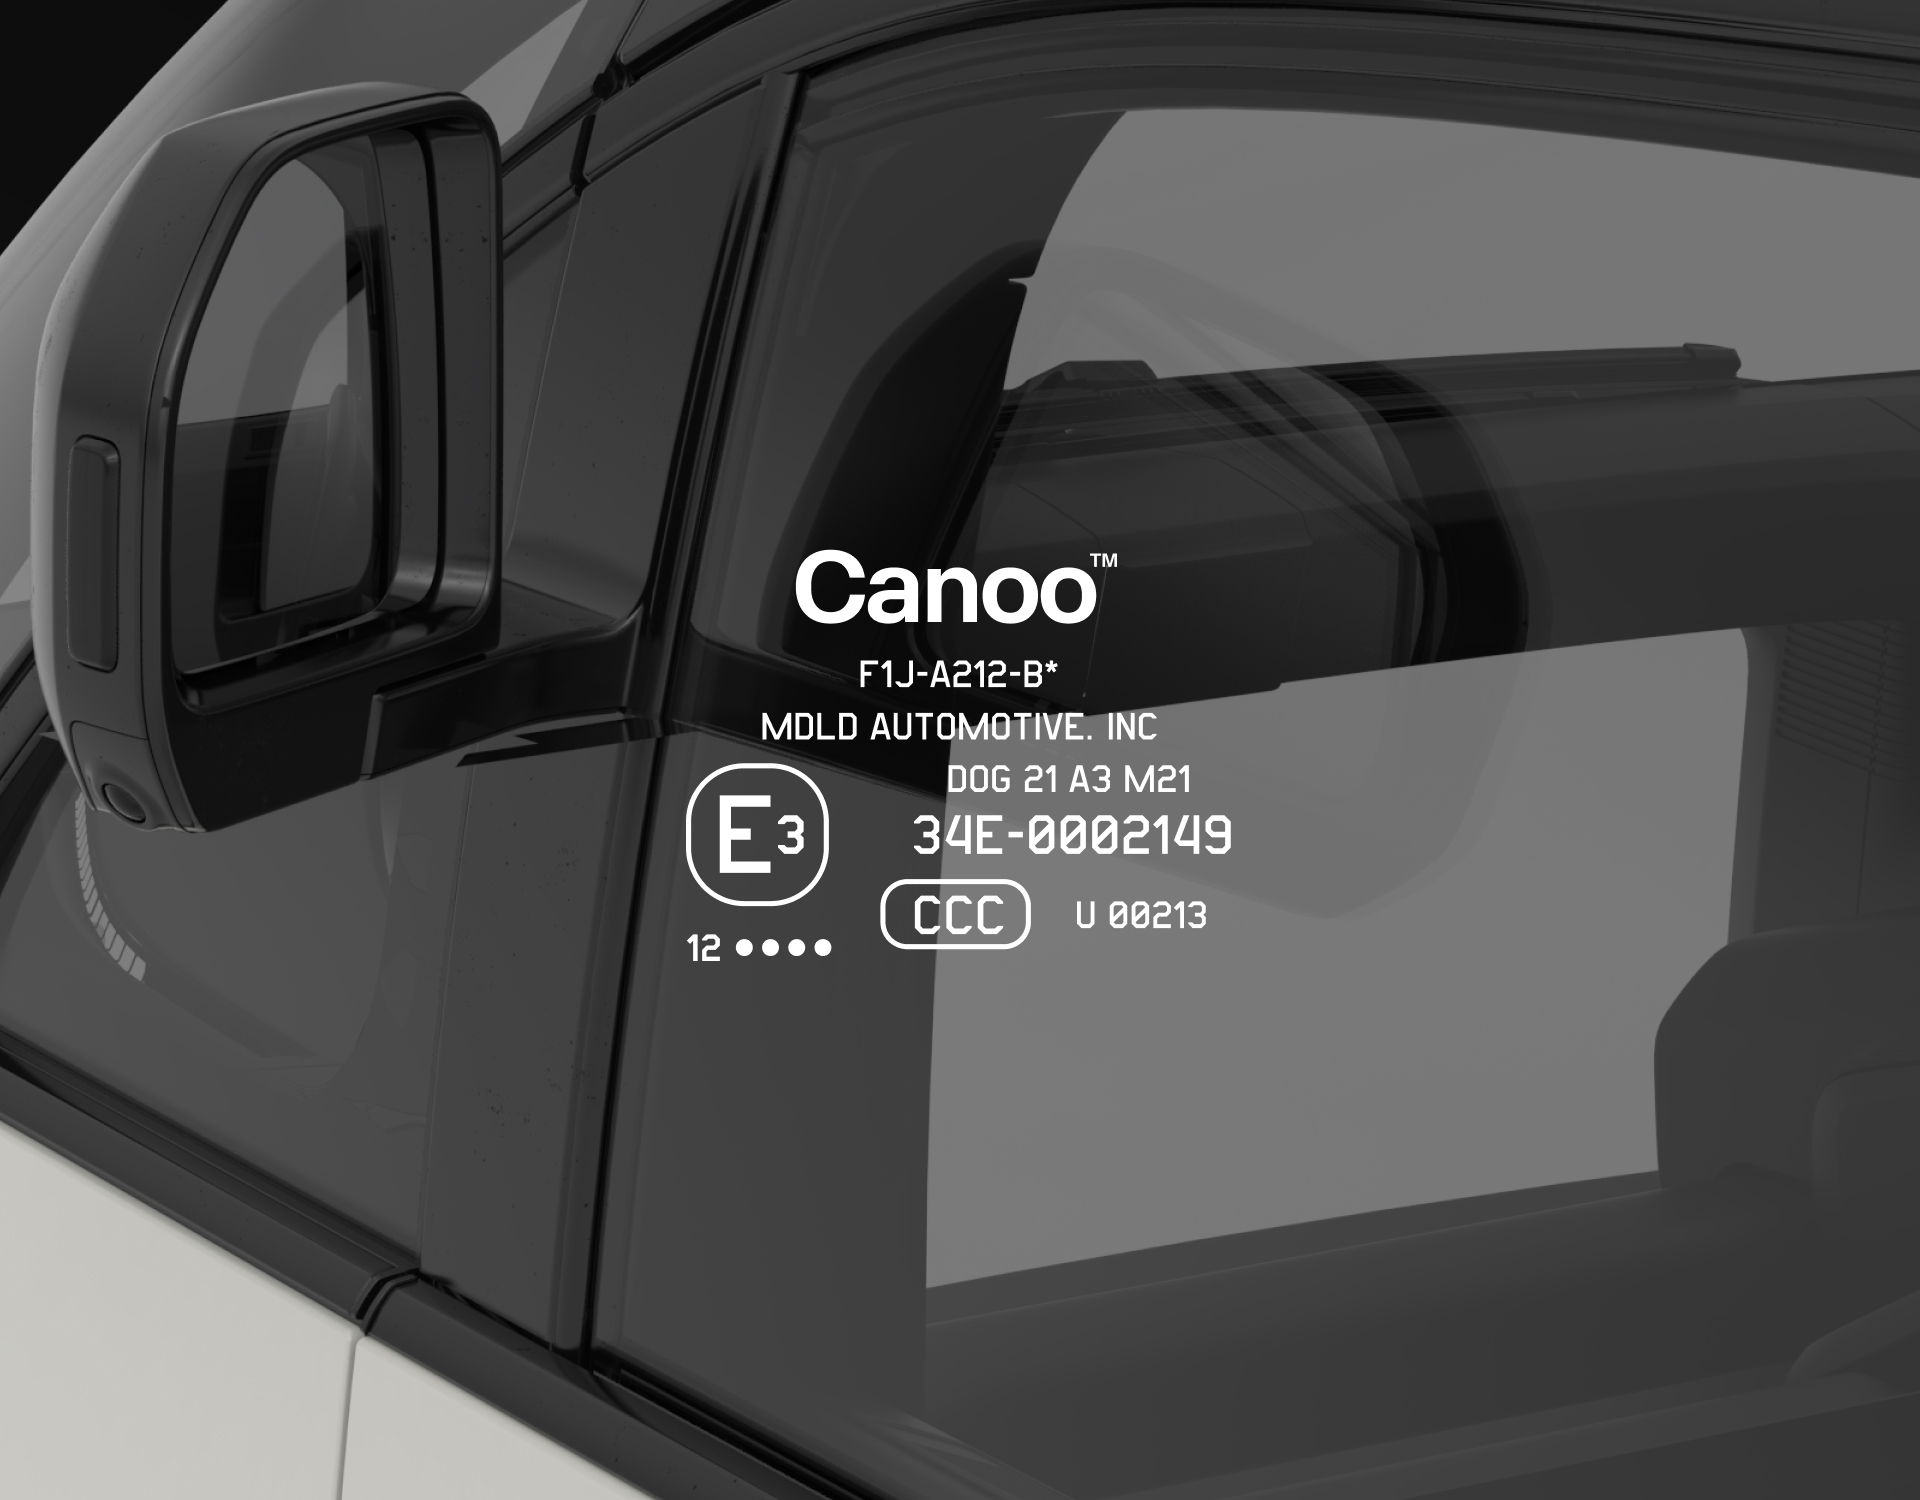 Canoo™
F1J-A212-B*
MDLD AUTOMOTIVE. INC
DOG 21 A3 M21
E3
34E-0002149
CCC
U 00213
12 ●●●●